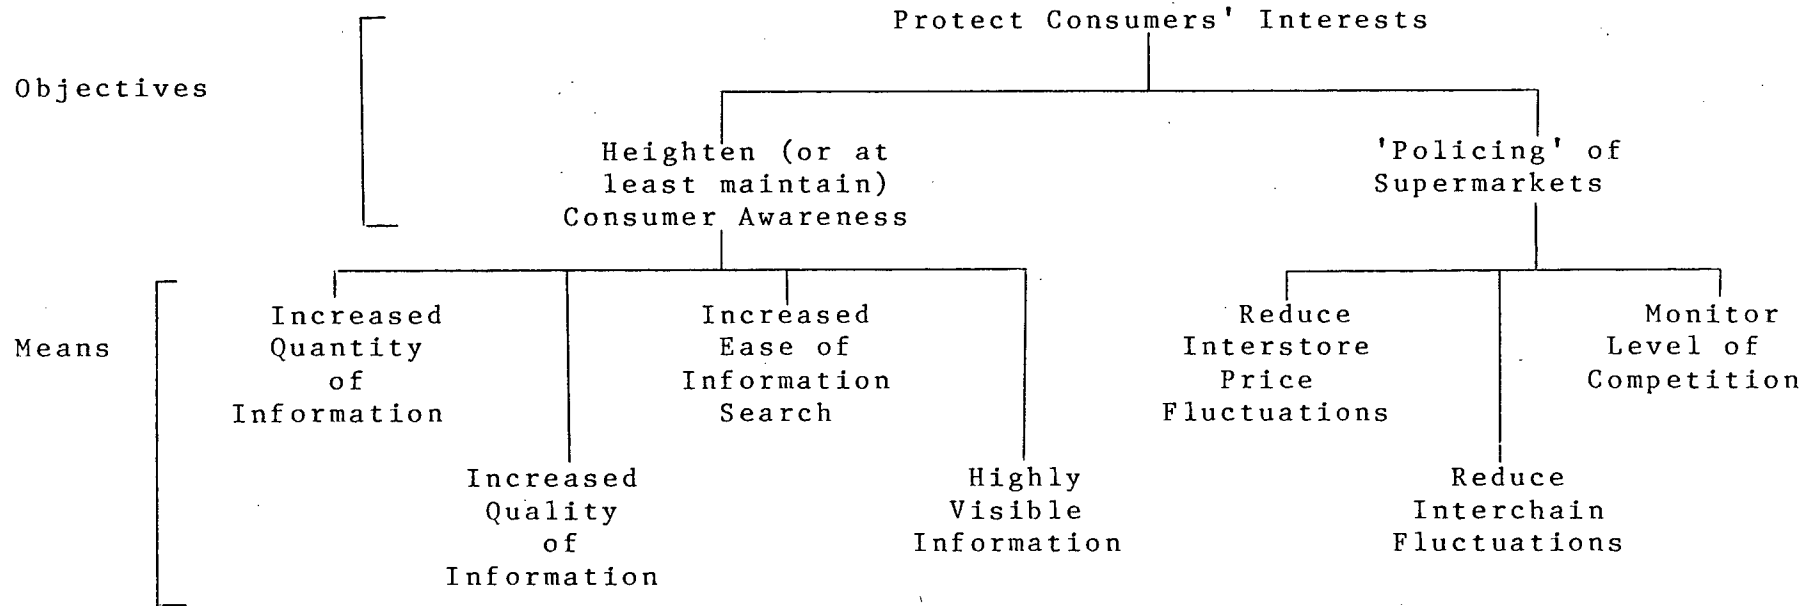 Protect Consumers' Interests
Objectives
Heighten (or at
least maintain)
Consumer Awareness
'Policing' of
Supermarkets
Means
Increased
Quantity
of
Information
Increased
Quality
of
Information
Increased
Ease of
Information
Search
Highly
Visible
Information
Reduce
Interstore
Price
Fluctuations
Reduce
Interchain
Fluctuations
Monitor
Level of
Competition